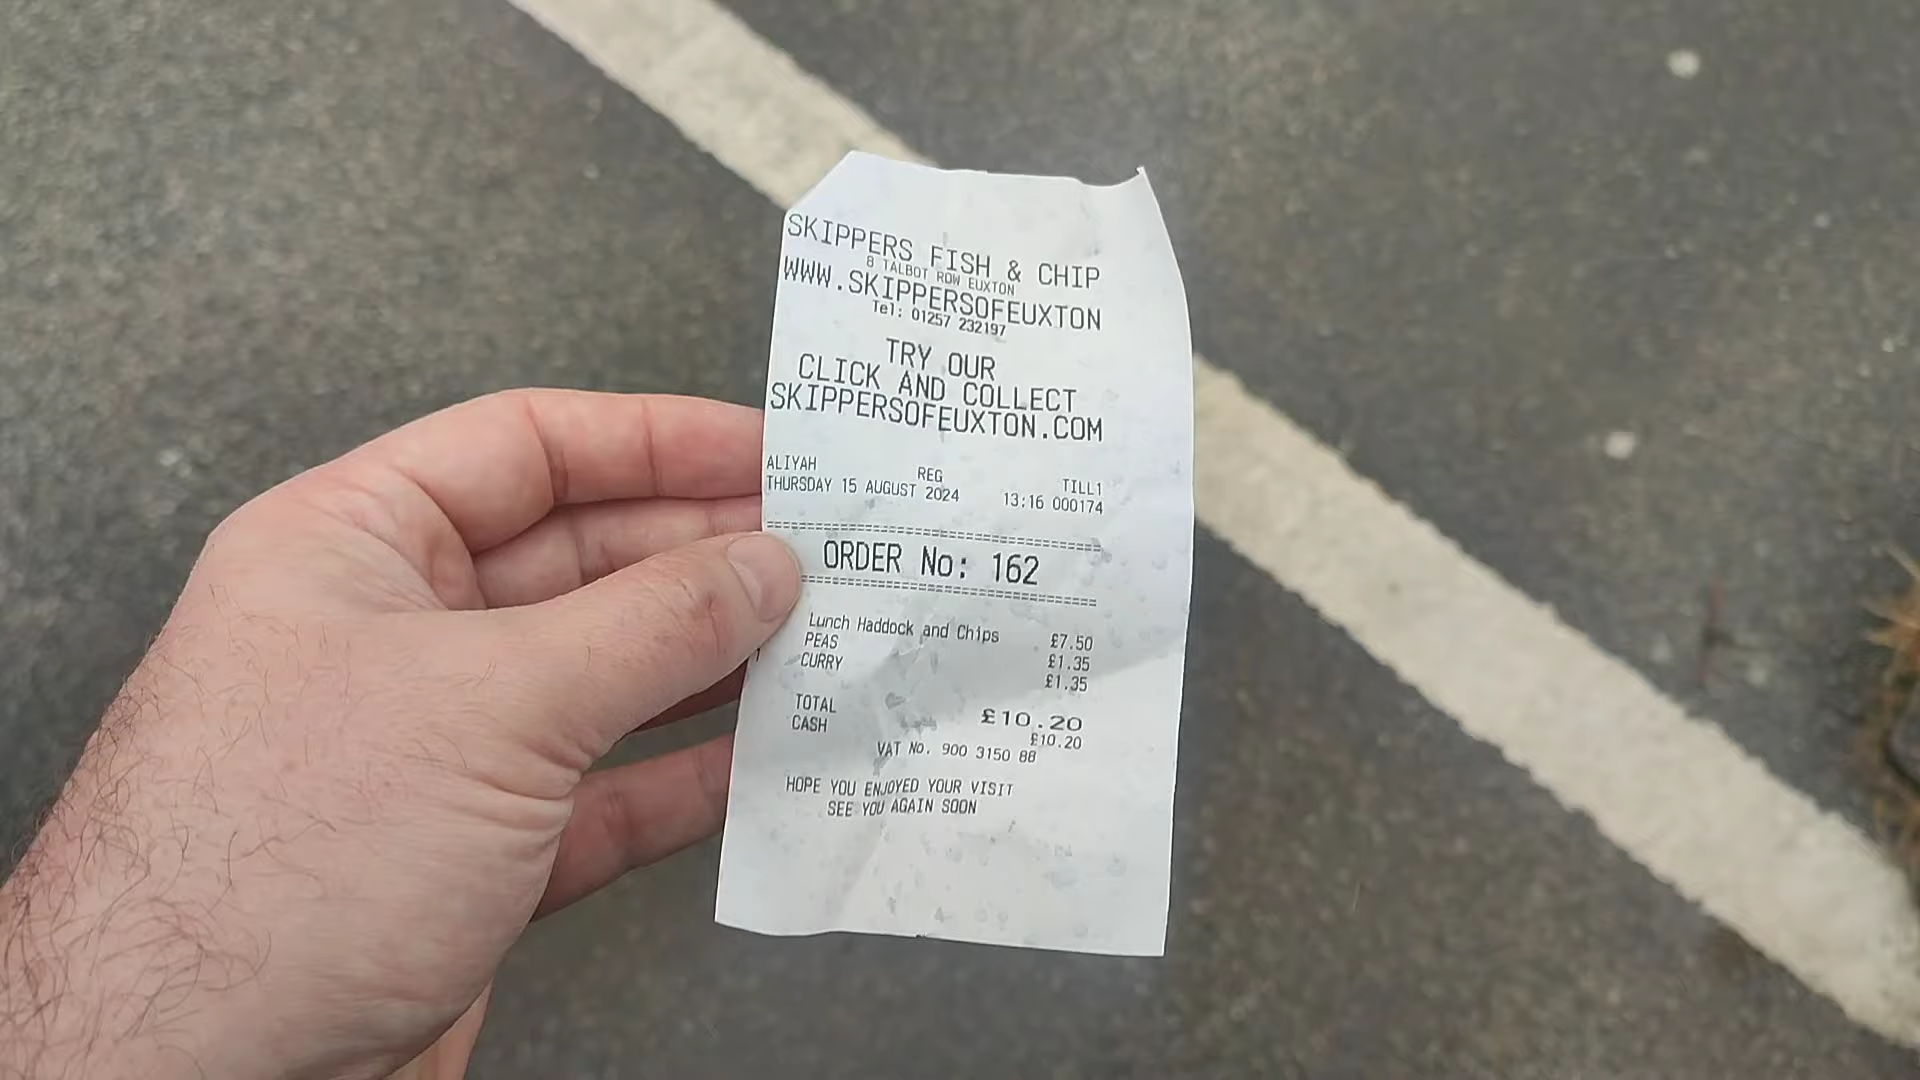 SKIPPERS FISH & CHIP
8 TALBOT ROW EUXTON
WWW.SKIPPERSOFEUXTON
Tel: 01257 232197
TRY OUR
CLICK AND COLLECT
SKIPPERSOFEUXTON.COM
ALIYAH REG TILL1
THURSDAY 15 AUGUST 2024 13:16 000174
ORDER No: 162
Lunch Haddock and Chips £7.50
PEAS £1.35
1 CURRY £1.35
TOTAL £10.20
CASH £10.20
VAT No. 900 3150 88
HOPE YOU ENJOYED YOUR VISIT
SEE YOU AGAIN SOON